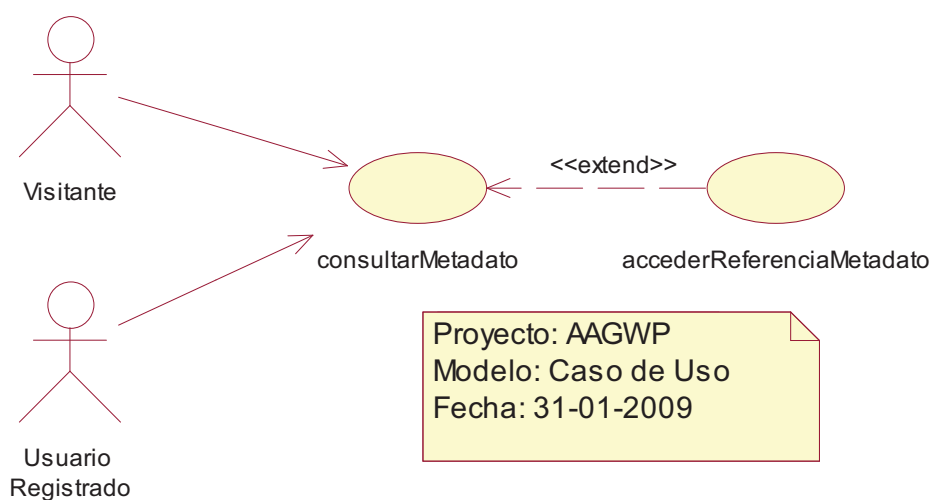 Visitante
<<extend>>
consultarMetadato
accederReferenciaMetadato
Proyecto: AAGWP
Modelo: Caso de Uso
Fecha: 31-01-2009
Usuario
Registrado